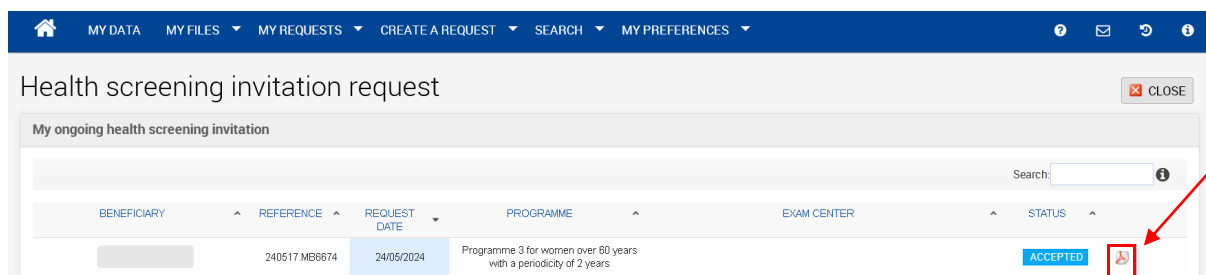 MY DATA MY FILES MY REQUESTS CREATE A REQUEST SEARCH MY PREFERENCES
Health screening invitation request
CLOSE
My ongoing health screening invitation
Search:
BENEFICIARY REFERENCE REQUEST DATE PROGRAMME EXAM CENTER STATUS
240517.MB6674 24/05/2024 Programme 3 for women over 60 years
with a periodicity of 2 years ACCEPTED